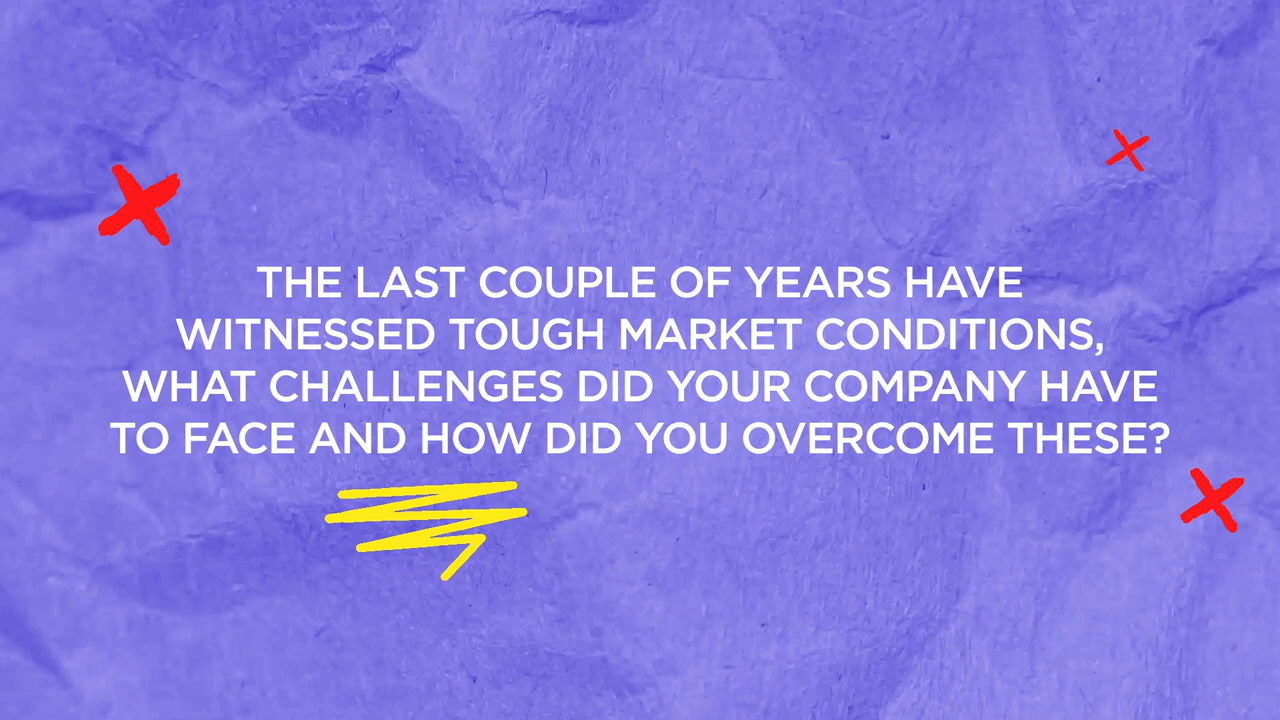 THE LAST COUPLE OF YEARS HAVE
WITNESSED TOUGH MARKET CONDITIONS,
WHAT CHALLENGES DID YOUR COMPANY HAVE
TO FACE AND HOW DID YOU OVERCOME THESE?